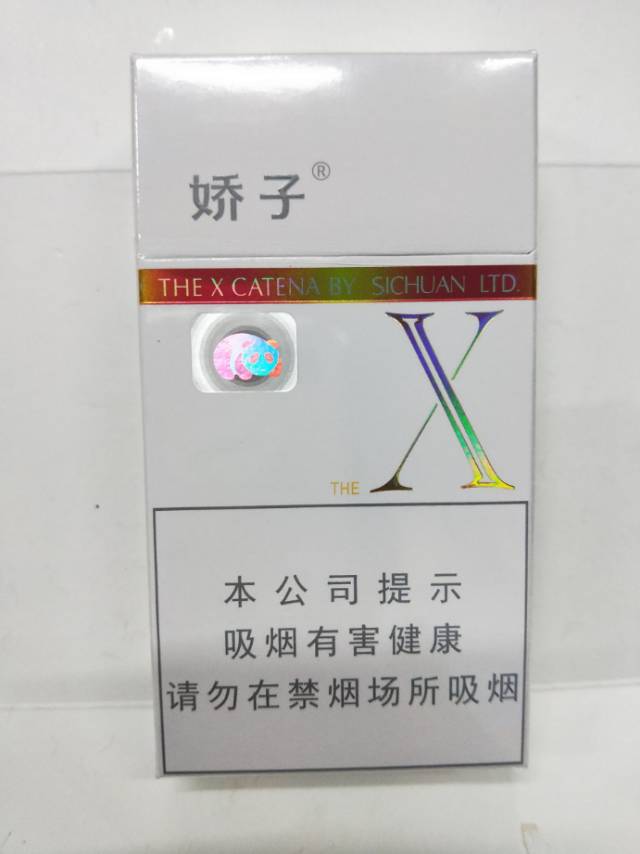 娇子®
THE X CATENA BY SICHUAN LTD.
THE X
本公司提示
吸烟有害健康
请勿在禁烟场所吸烟